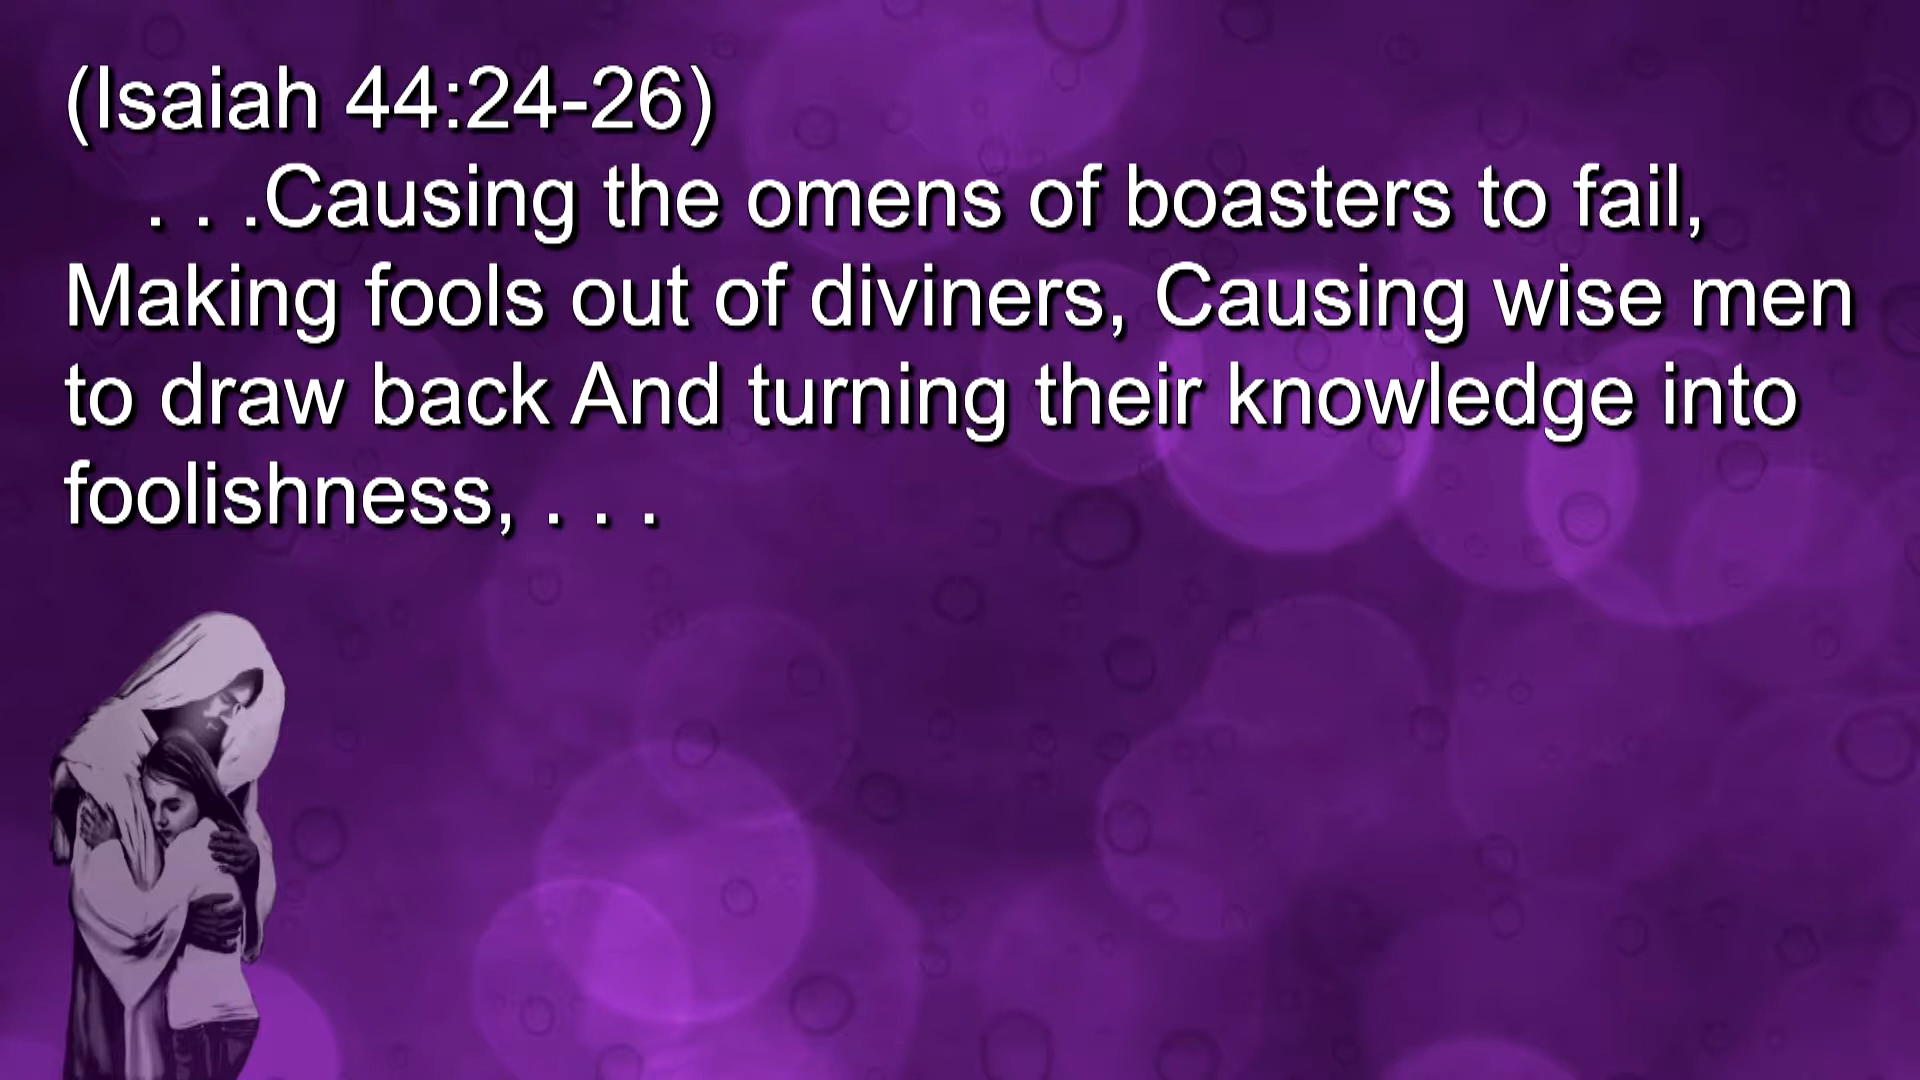 (Isaiah 44:24-26)
. . .Causing the omens of boasters to fail,
Making fools out of diviners, Causing wise men
to draw back And turning their knowledge into
foolishness, . . .